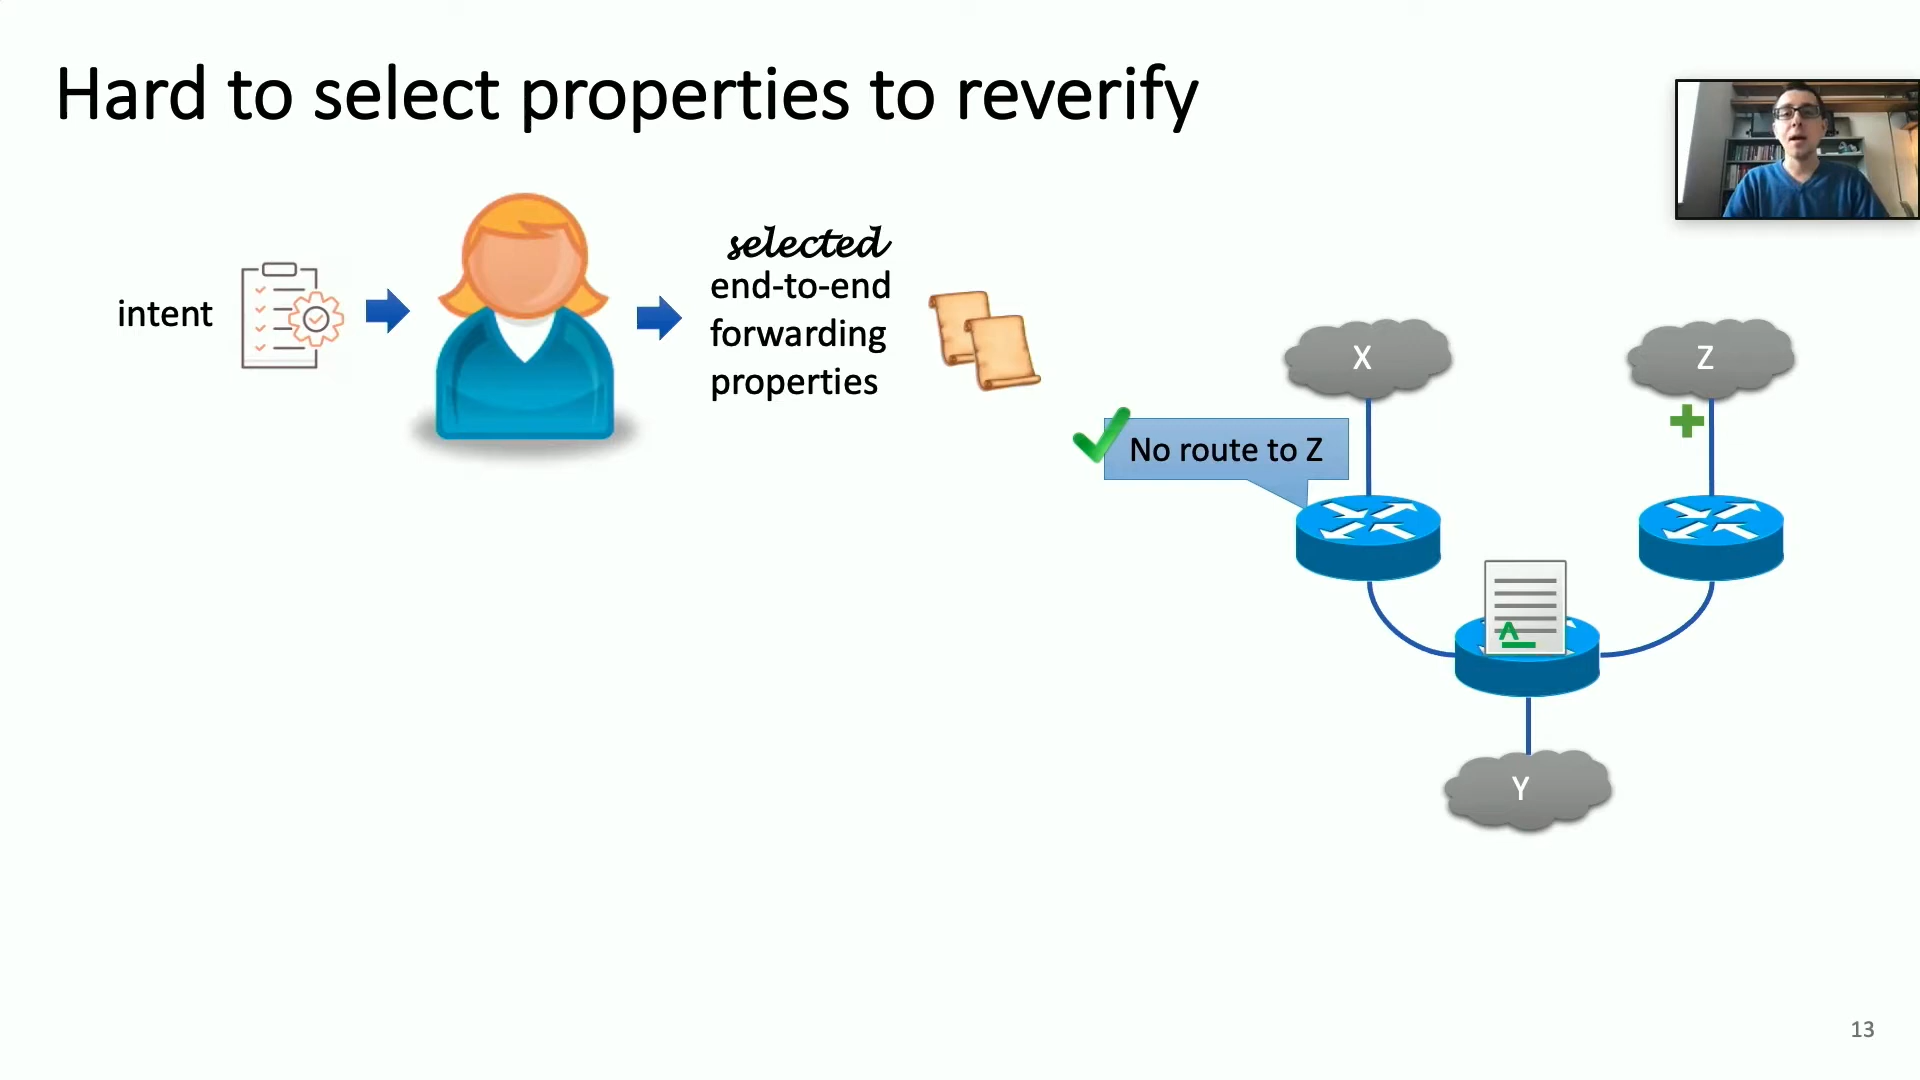 Hard to select properties to reverify
intent
selected
end-to-end
forwarding
properties
X
Z
No route to Z
A
Y
13